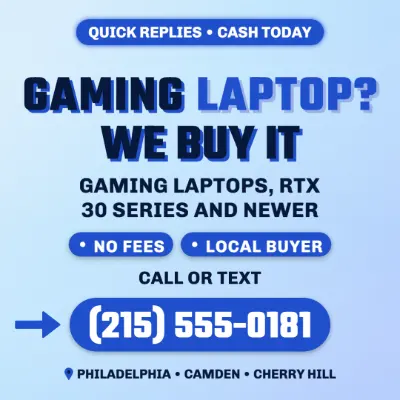 QUICK REPLIES • CASH TODAY
GAMING LAPTOP?
WE BUY IT
GAMING LAPTOPS, RTX
30 SERIES AND NEWER
• NO FEES • LOCAL BUYER
CALL OR TEXT
(215) 555-0181
PHILADELPHIA • CAMDEN • CHERRY HILL